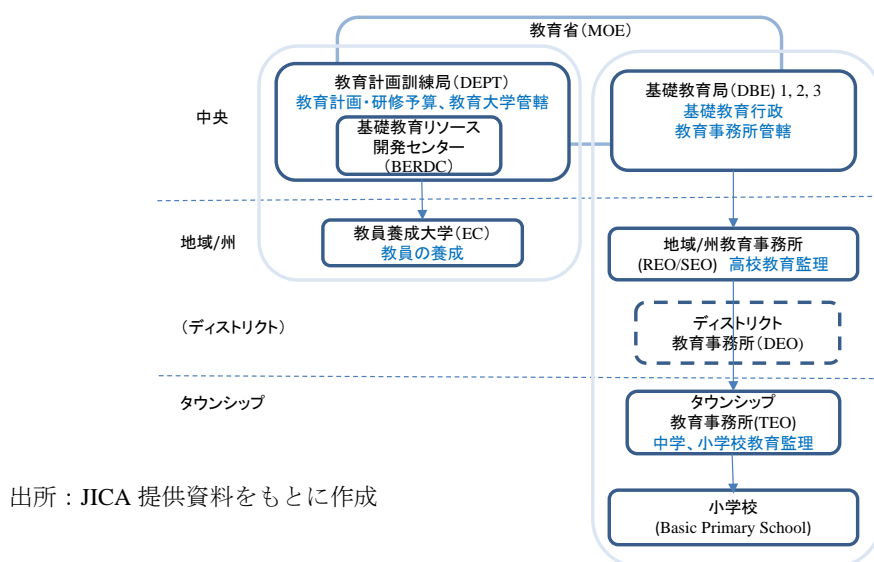 教育省(MOE)
中央
教育計画訓練局(DEPT)
教育計画・研修予算、教育大学管轄
基礎教育リソース
開発センター
(BERDC)
基礎教育局(DBE) 1, 2, 3
基礎教育行政
教育事務所管轄
地域/州
教員養成大学(EC)
教員の養成
地域/州教育事務所
(REO/SEO) 高校教育監理
(ディストリクト)
ディストリクト
教育事務所(DEO)
タウンシップ
タウンシップ
教育事務所(TEO)
中学、小学校教育監理
小学校
(Basic Primary School)
出所：JICA 提供資料をもとに作成